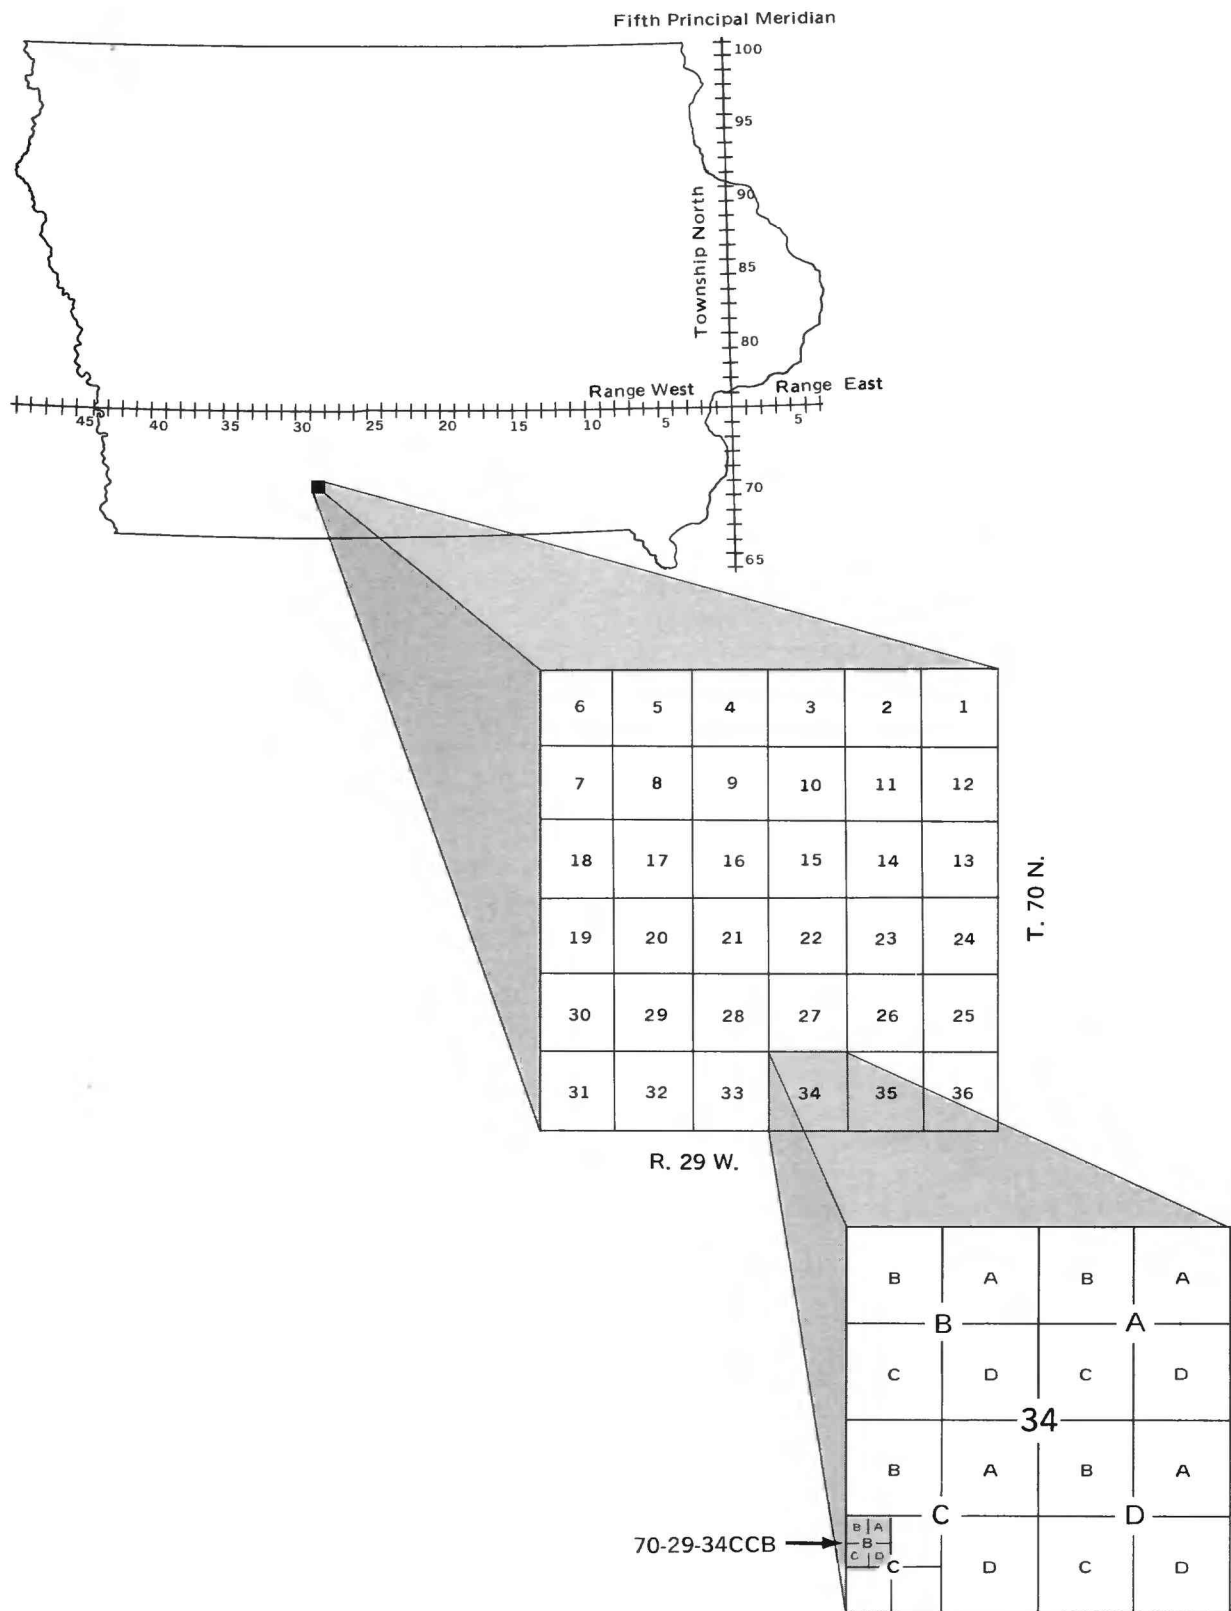 Fifth Principal Meridian
100
95
90
85
80
Township North
Range West
Range East
45 40 35 30 25 20 15 10 5 5
70
65
6 5 4 3 2 1
7 8 9 10 11 12
18 17 16 15 14 13
19 20 21 22 23 24
30 29 28 27 26 25
31 32 33 34 35 36
T. 70 N.
R. 29 W.
B A B A
B A
C D C D
34
B A B A
C D
B A
B
C D
70-29-34CCB
C D C D